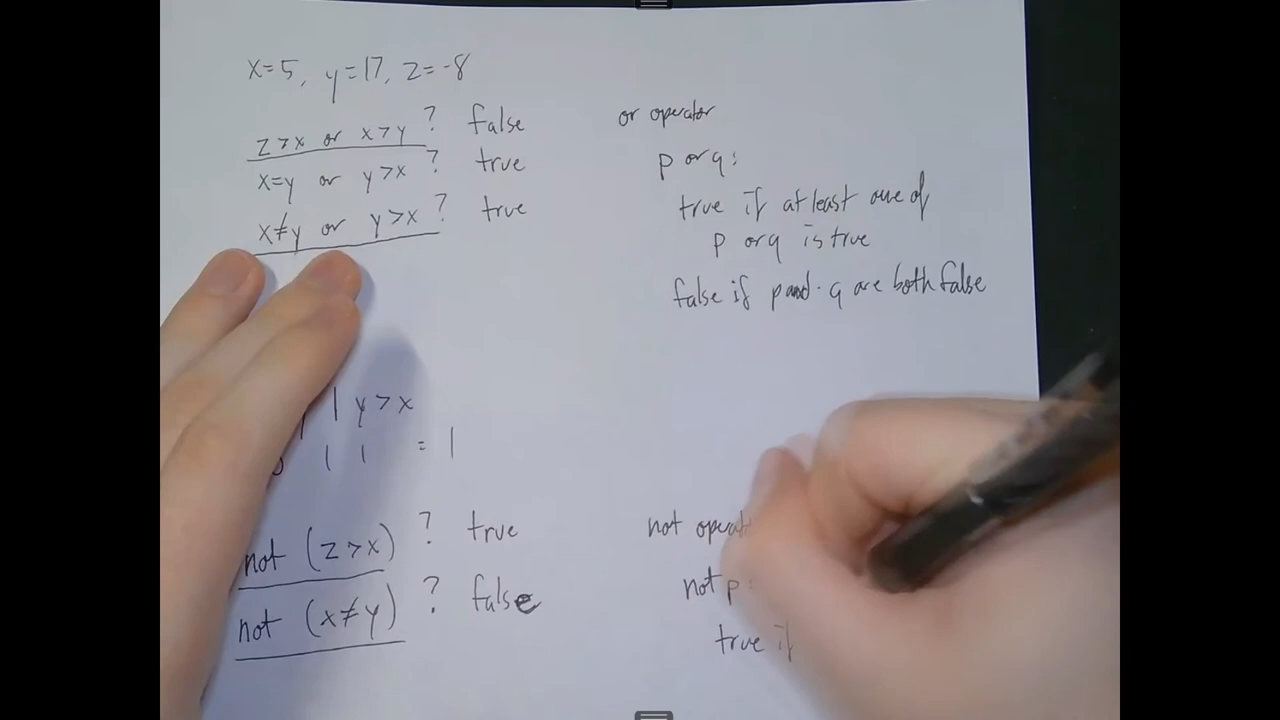 x=5, y=17, z=-8
z>x or x>y ? false
x=y or y>x ? true
x≠y or y>x ? true
or operator
p or q:
true if at least one of
p or q is true
false if p and q are both false
| y>x
| | = |
not (z>x) ? true
not (x≠y) ? false
not
not p
true if